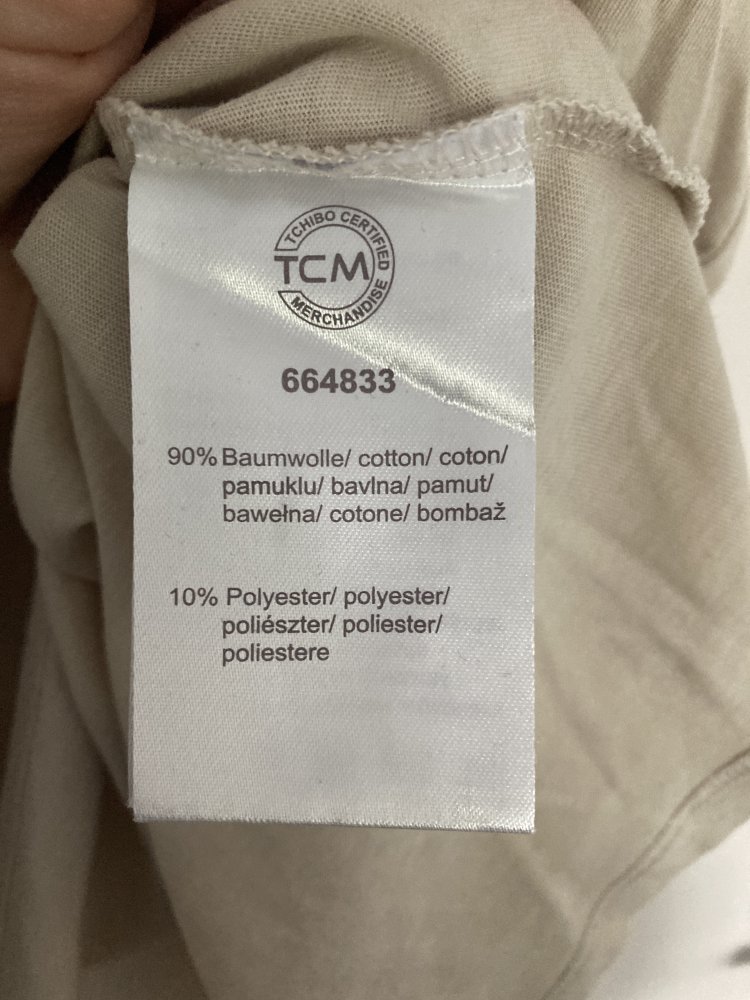 TCHIBO CERTIFIED
TCM
MERCHANDISE
664833
90% Baumwolle/ cotton/ coton/
pamuklu/ bavlna/ pamut/
bawełna/ cotone/ bombaž
10% Polyester/ polyester/
poliészter/ poliester/
poliestere